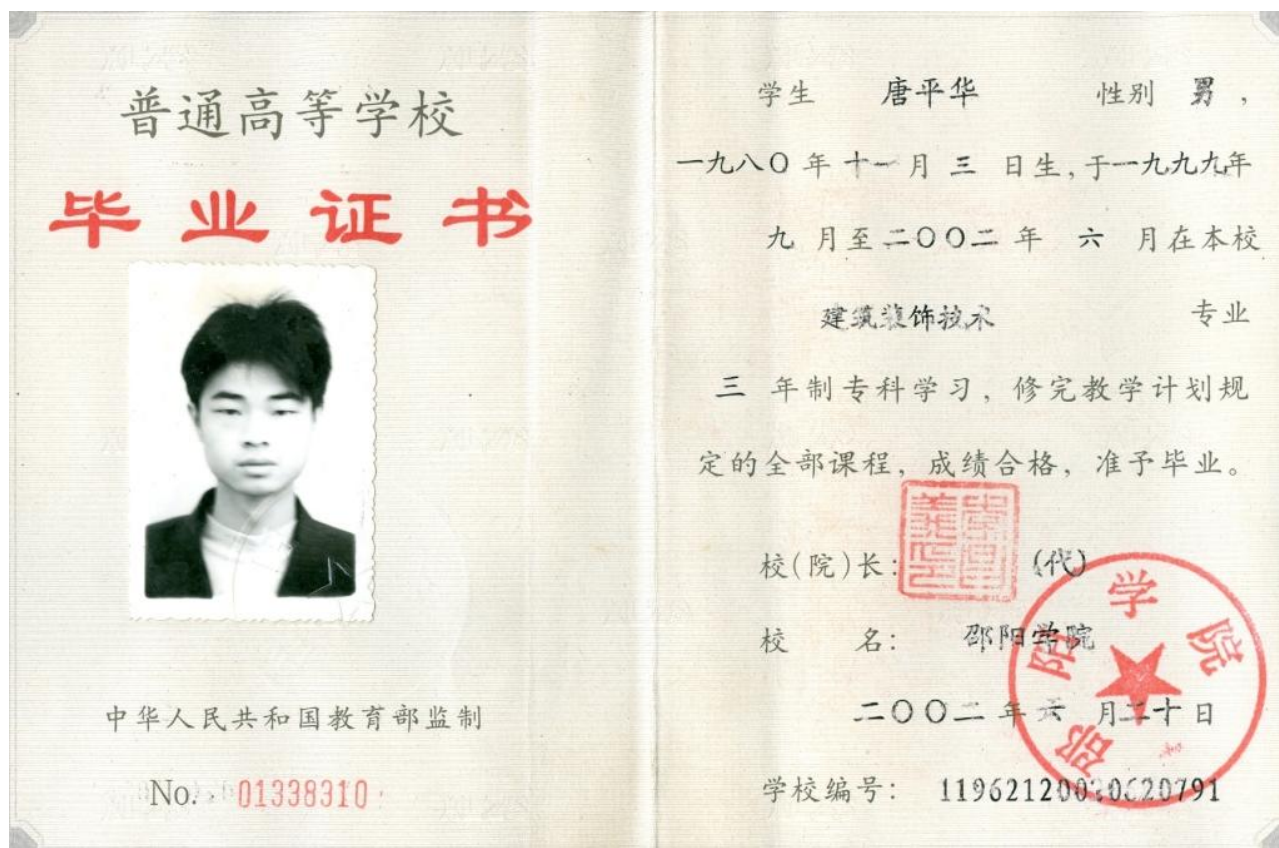 普通高等学校
毕业证书
中华人民共和国教育部监制
No. 01338310
学生 唐平华 性别 男，
一九八〇年十一月三日生，于一九九九年
九月至二〇〇二年六月在本校
建筑装饰技术 专业
三年制专科学习，修完教学计划规
定的全部课程，成绩合格，准予毕业。
校(院)长： (代)
校 名： 邵阳学院
二〇〇二年六月二十日
学校编号：
邵阳学院